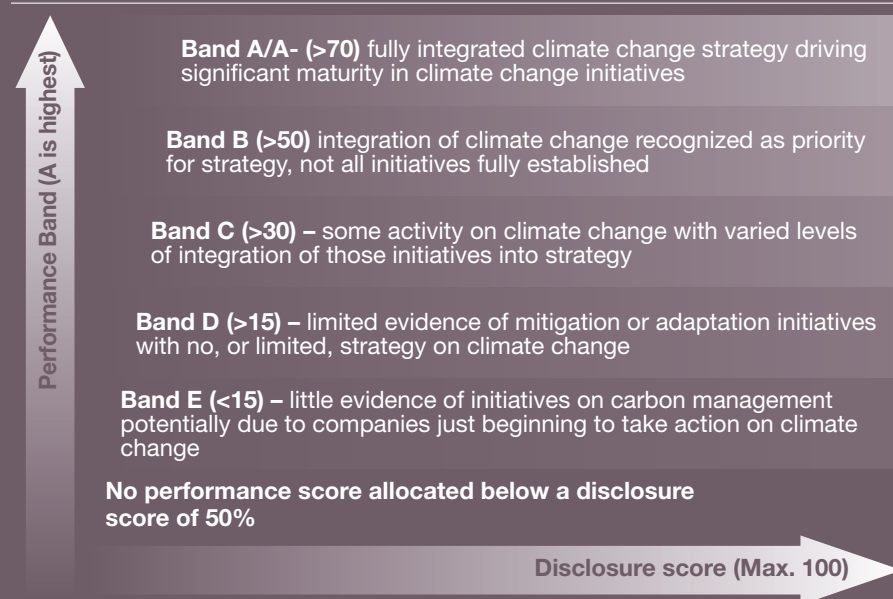 Performance Band (A is highest)
Band A/A- (>70) fully integrated climate change strategy driving
significant maturity in climate change initiatives
Band B (>50) integration of climate change recognized as priority
for strategy, not all initiatives fully established
Band C (>30) – some activity on climate change with varied levels
of integration of those initiatives into strategy
Band D (>15) – limited evidence of mitigation or adaptation initiatives
with no, or limited, strategy on climate change
Band E (<15) – little evidence of initiatives on carbon management
potentially due to companies just beginning to take action on climate
change
No performance score allocated below a disclosure
score of 50%
Disclosure score (Max. 100)